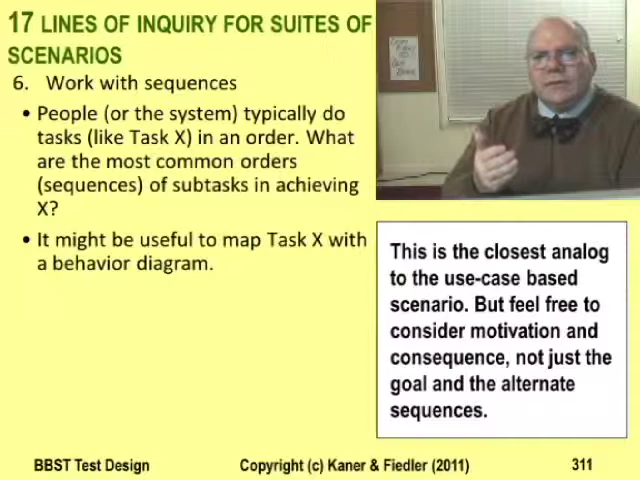 17 LINES OF INQUIRY FOR SUITES OF
SCENARIOS
6. Work with sequences
• People (or the system) typically do
tasks (like Task X) in an order. What
are the most common orders
(sequences) of subtasks in achieving
X?
• It might be useful to map Task X with
a behavior diagram.
This is the closest analog
to the use-case based
scenario. But feel free to
consider motivation and
consequence, not just the
goal and the alternate
sequences.
BBST Test Design
Copyright (c) Kaner & Fiedler (2011)
311